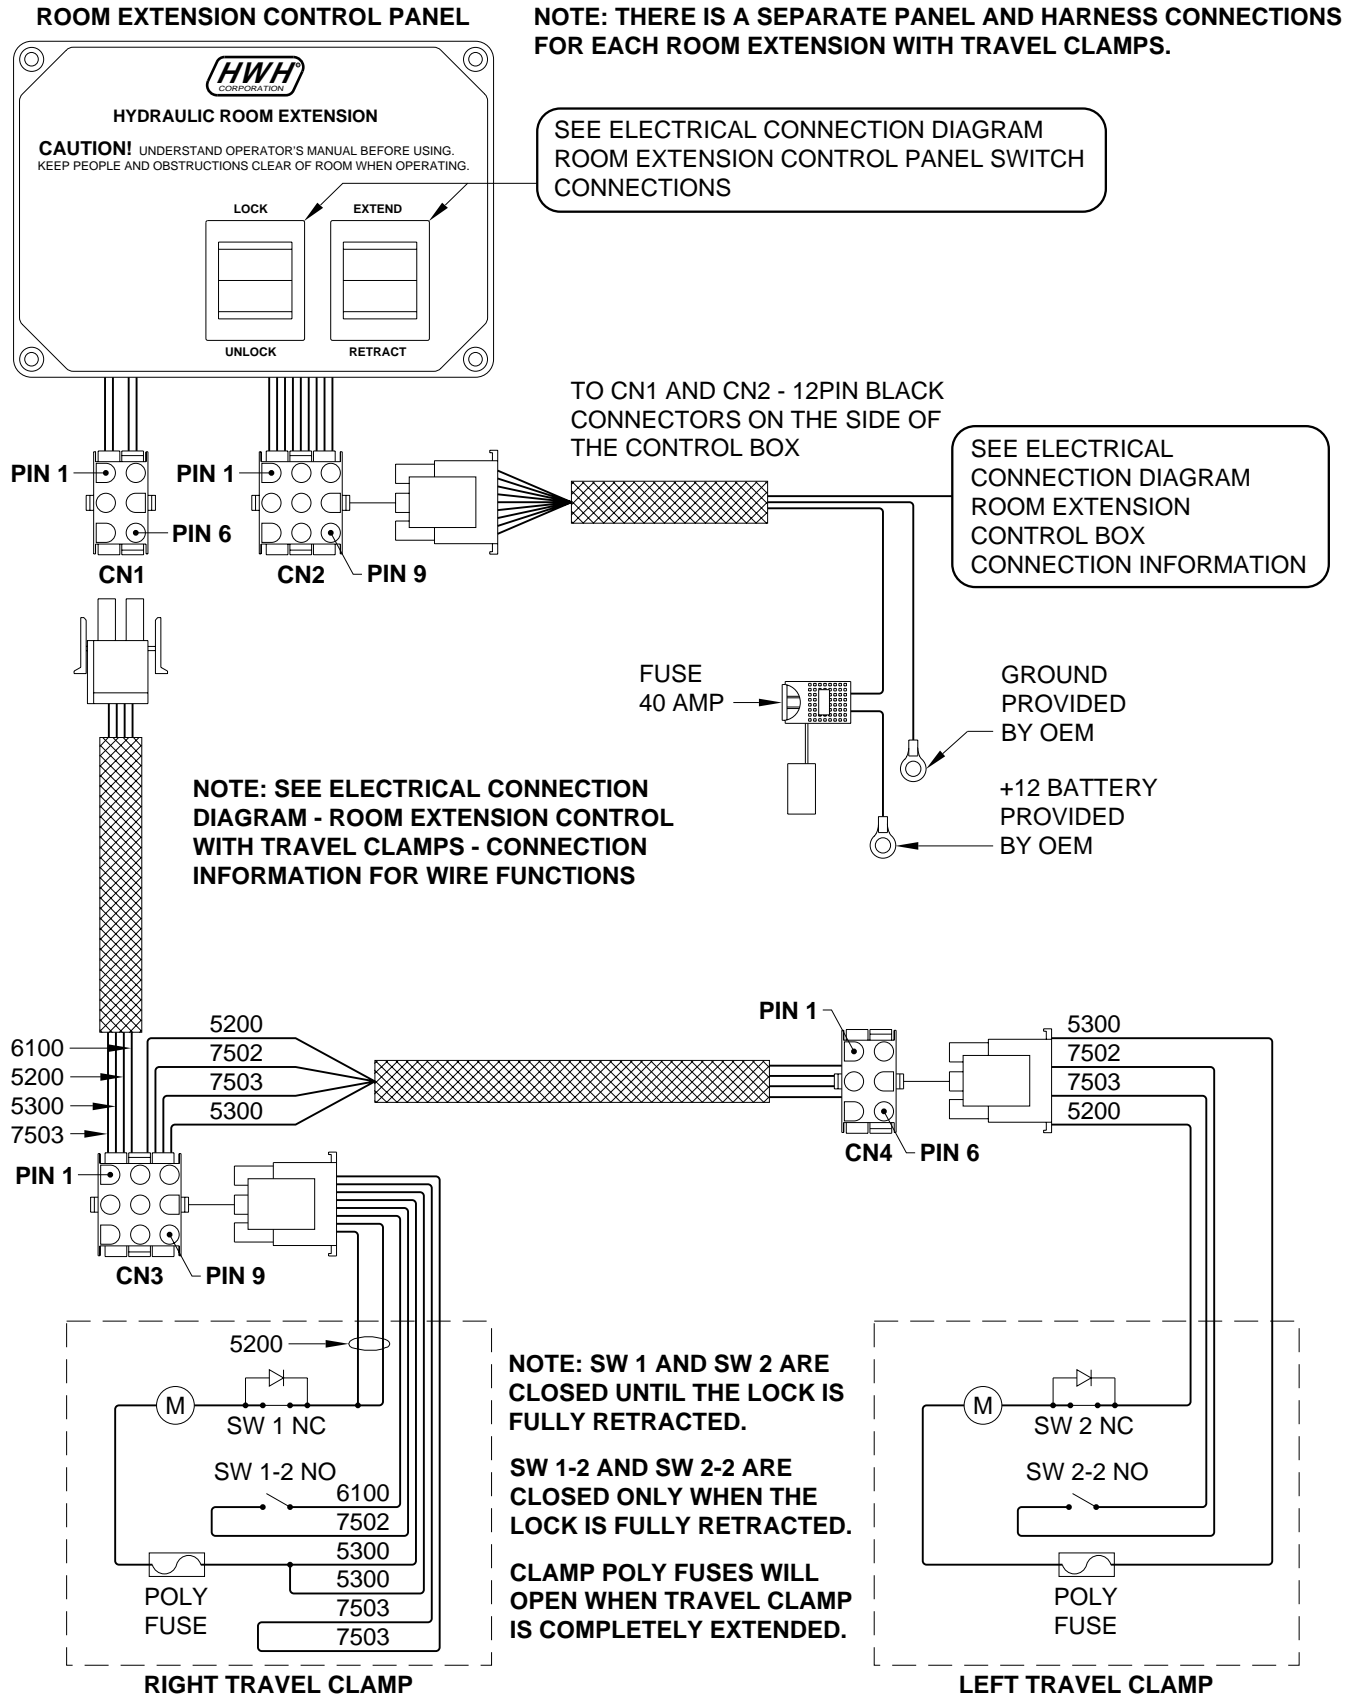 ROOM EXTENSION CONTROL PANEL
NOTE: THERE IS A SEPARATE PANEL AND HARNESS CONNECTIONS
FOR EACH ROOM EXTENSION WITH TRAVEL CLAMPS.
HWH
CORPORATION
HYDRAULIC ROOM EXTENSION
CAUTION! UNDERSTAND OPERATOR'S MANUAL BEFORE USING.
KEEP PEOPLE AND OBSTRUCTIONS CLEAR OF ROOM WHEN OPERATING.
SEE ELECTRICAL CONNECTION DIAGRAM
ROOM EXTENSION CONTROL PANEL SWITCH
CONNECTIONS
LOCK
EXTEND
UNLOCK
RETRACT
TO CN1 AND CN2 - 12PIN BLACK
CONNECTORS ON THE SIDE OF
THE CONTROL BOX
SEE ELECTRICAL
CONNECTION DIAGRAM
ROOM EXTENSION
CONTROL BOX
CONNECTION INFORMATION
PIN 1
PIN 1
PIN 6
CN1
CN2
PIN 9
FUSE
40 AMP
GROUND
PROVIDED
BY OEM
+12 BATTERY
PROVIDED
BY OEM
NOTE: SEE ELECTRICAL CONNECTION
DIAGRAM - ROOM EXTENSION CONTROL
WITH TRAVEL CLAMPS - CONNECTION
INFORMATION FOR WIRE FUNCTIONS
6100
5200
5300
7503
5200
7502
7503
5300
PIN 1
CN4
PIN 6
5300
7502
7503
5200
PIN 1
CN3
PIN 9
5200
M
SW 1 NC
SW 1-2 NO
6100
7502
5300
5300
7503
7503
POLY
FUSE
RIGHT TRAVEL CLAMP
NOTE: SW 1 AND SW 2 ARE
CLOSED UNTIL THE LOCK IS
FULLY RETRACTED.
SW 1-2 AND SW 2-2 ARE
CLOSED ONLY WHEN THE
LOCK IS FULLY RETRACTED.
CLAMP POLY FUSES WILL
OPEN WHEN TRAVEL CLAMP
IS COMPLETELY EXTENDED.
M
SW 2 NC
SW 2-2 NO
POLY
FUSE
LEFT TRAVEL CLAMP